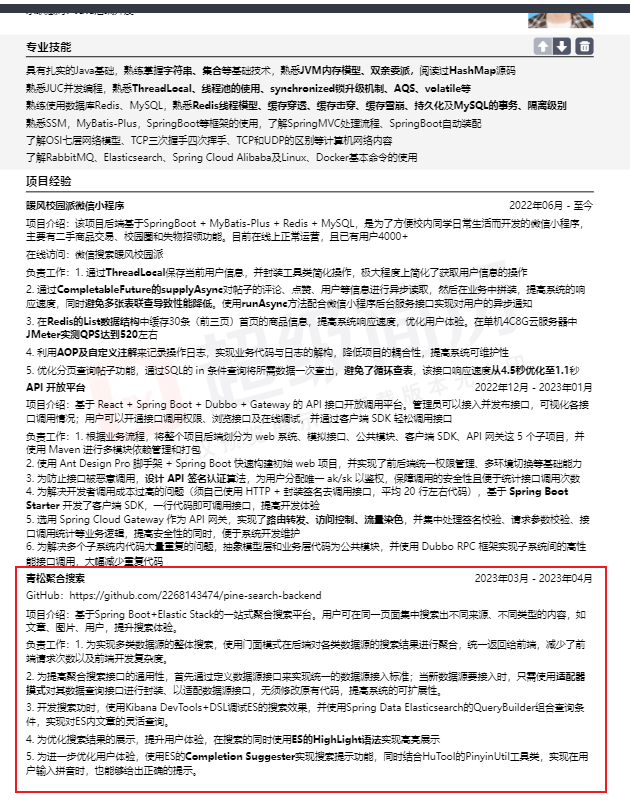 专业技能
具有扎实的Java基础，熟练掌握字符串、集合等基础技术，熟悉JVM内存模型、双亲委派，阅读过HashMap源码
熟悉JUC并发编程，熟悉ThreadLocal、线程池的使用、synchronized锁升级机制、AQS、volatile等
熟练使用数据库Redis、MySQL，熟悉Redis线程模型、缓存穿透、缓存击穿、缓存雪崩、持久化及MySQL的事务、隔离级别
熟悉SSM，MyBatis-Plus，SpringBoot等框架的使用，了解SpringMVC处理流程、SpringBoot自动装配
了解OSI七层网络模型、TCP三次握手四次挥手、TCP和UDP的区别等计算机网络内容
了解RabbitMQ、Elasticsearch、Spring Cloud Alibaba及Linux、Docker基本命令的使用
项目经验
暖风校园派微信小程序 2022年06月 - 至今
项目介绍：该项目后端基于SpringBoot + MyBatis-Plus + Redis + MySQL，是为了方便校内同学日常生活而开发的微信小程序，
主要有二手商品交易、校园圈和失物招领功能。目前在线上正常运营，且已有用户4000+
在线访问：微信搜索暖风校园派
负责工作：1. 通过ThreadLocal保存当前用户信息，并封装工具类简化操作，极大程度上简化了获取用户信息的操作
2. 通过CompletableFuture的supplyAsync对帖子的评论、点赞、用户等信息进行异步读取，然后在业务中拼装，提高系统的响
应速度，同时避免多张表联查导致性能降低。使用runAsync方法配合微信小程序后台服务接口实现对用户的异步通知
3. 在Redis的List数据结构中缓存30条（前三页）首页的商品信息，提高系统响应速度，优化用户体验。在单机4C8G云服务器中
JMeter实测QPS达到520左右
4. 利用AOP及自定义注解来记录操作日志，实现业务代码与日志的解构，降低项目的耦合性，提高系统可维护性
5. 优化分页查询帖子功能，通过SQL的 in 条件查询将所需数据一次查出，避免了循环查表，该接口响应速度从4.5秒优化至1.1秒
API 开放平台 2022年12月 - 2023年01月
项目介绍：基于 React + Spring Boot + Dubbo + Gateway 的 API 接口开放调用平台。管理员可以接入并发布接口，可视化各接
口调用情况；用户可以开通接口调用权限、浏览接口及在线调试，并通过客户端 SDK 轻松调用接口
负责工作：1. 根据业务流程，将整个项目后端划分为 web 系统、模拟接口、公共模块、客户端 SDK、API 网关这 5 个子项目，并
使用 Maven 进行多模块依赖管理和打包
2. 使用 Ant Design Pro 脚手架 + Spring Boot 快速构建初始 web 项目，并实现了前后端统一权限管理、多环境切换等基础能力
3. 为防止接口被恶意调用，设计 API 签名认证算法，为用户分配唯一 ak/sk 以鉴权，保障调用的安全性且便于统计接口调用次数
4. 为解决开发者调用成本过高的问题（须自己使用 HTTP + 封装签名去调用接口，平均 20 行左右代码），基于 Spring Boot
Starter 开发了客户端 SDK，一行代码即可调用接口，提高开发体验
5. 选用 Spring Cloud Gateway 作为 API 网关，实现了路由转发、访问控制、流量染色，并集中处理签名校验、请求参数校验、接
口调用统计等业务逻辑，提高安全性的同时，便于系统开发维护
6. 为解决多个子系统内代码大量重复的问题，抽象模型层和业务层代码为公共模块，并使用 Dubbo RPC 框架实现子系统间的高性
能接口调用，大幅减少重复代码
青松聚合搜索 2023年03月 - 2023年04月
GitHub：https://github.com/2268143474/pine-search-backend
项目介绍：基于Spring Boot+Elastic Stack的一站式聚合搜索平台。用户可在同一页面集中搜索出不同来源、不同类型的内容，如
文章、图片、用户，提升搜索体验。
负责工作：1. 为实现多类数据源的整体搜索，使用门面模式在后端对各类数据源的搜索结果进行聚合，统一返回给前端，减少了前
端请求次数以及前端开发复杂度。
2. 为提高聚合搜索接口的通用性，首先通过定义数据源接口来实现统一的数据源接入标准；当新数据源要接入时，只需使用适配器
模式对其数据查询接口进行封装、以适配数据源接口，无须修改原有代码，提高系统的可扩展性。
3. 开发搜索功时，使用Kibana DevTools+DSL调试ES的搜索效果，并使用Spring Data Elasticsearch的QueryBuilder组合查询条
件，实现对ES内文章的灵活查询。
4. 为优化搜索结果的展示，提升用户体验，在搜索的同时使用ES的HighLight语法实现高亮展示
5. 为进一步优化用户体验，使用ES的Completion Suggester实现搜索提示功能，同时结合HuTool的PinyinUtil工具类，实现在用
户输入拼音时，也能够给出正确的提示。